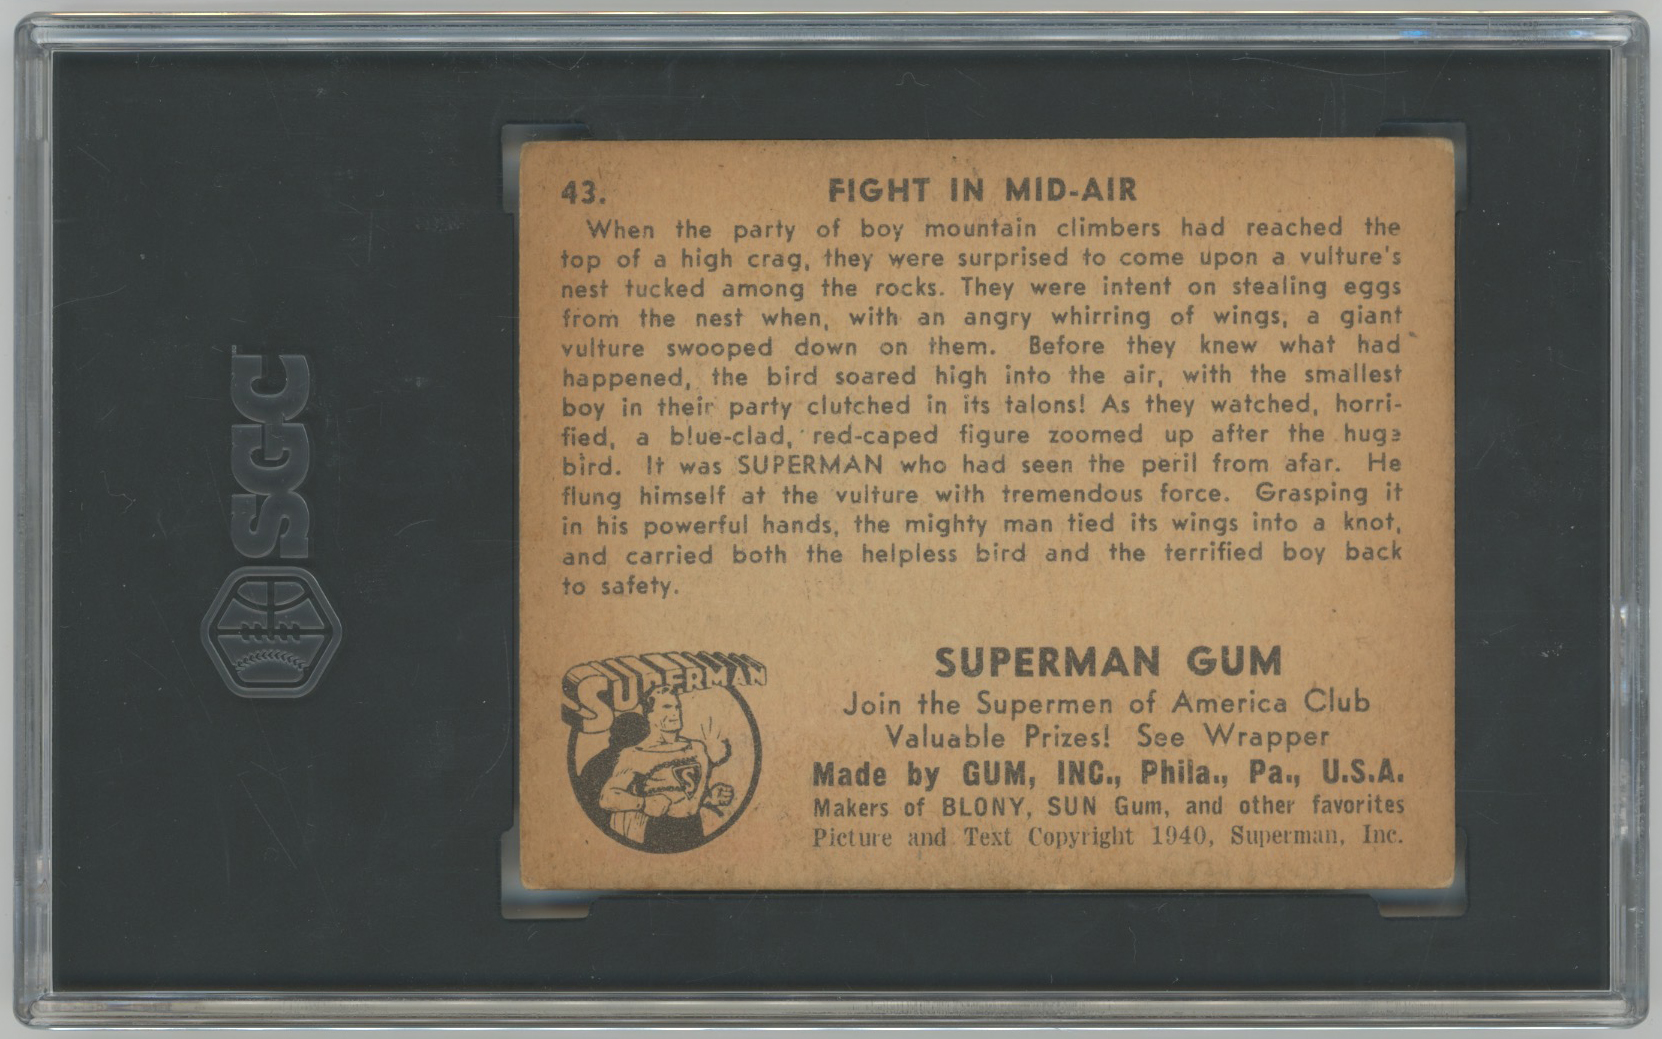 SGC
43. FIGHT IN MID-AIR
When the party of boy mountain climbers had reached the
top of a high crag, they were surprised to come upon a vulture's
nest tucked among the rocks. They were intent on stealing eggs
from the nest when, with an angry whirring of wings, a giant
vulture swooped down on them. Before they knew what had
happened, the bird soared high into the air, with the smallest
boy in their party clutched in its talons! As they watched, horri-
fied, a blue-clad, red-caped figure zoomed up after the huge
bird. It was SUPERMAN who had seen the peril from afar. He
flung himself at the vulture with tremendous force. Grasping it
in his powerful hands, the mighty man tied its wings into a knot,
and carried both the helpless bird and the terrified boy back
to safety.
SUPERMAN
S
SUPERMAN GUM
Join the Supermen of America Club
Valuable Prizes! See Wrapper
Made by GUM, INC., Phila., Pa., U.S.A.
Makers of BLONY, SUN Gum, and other favorites
Picture and Text Copyright 1940, Superman, Inc.